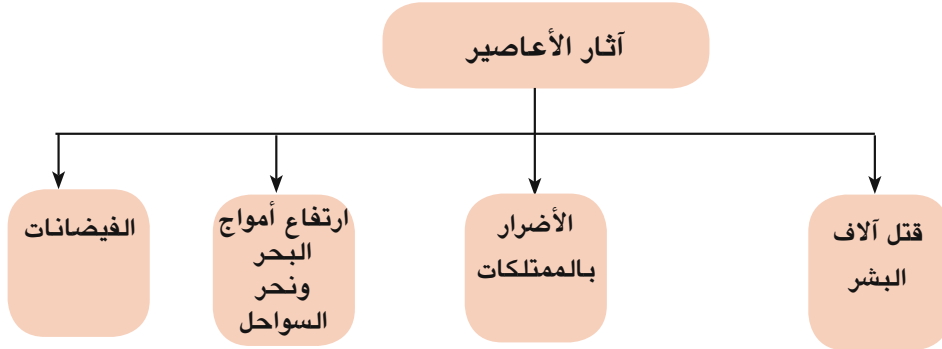 آثار الأعاصير
قتل آلاف
البشر
الأضرار
بالممتلكات
ارتفاع أمواج
البحر
ونحر
السواحل
الفيضانات